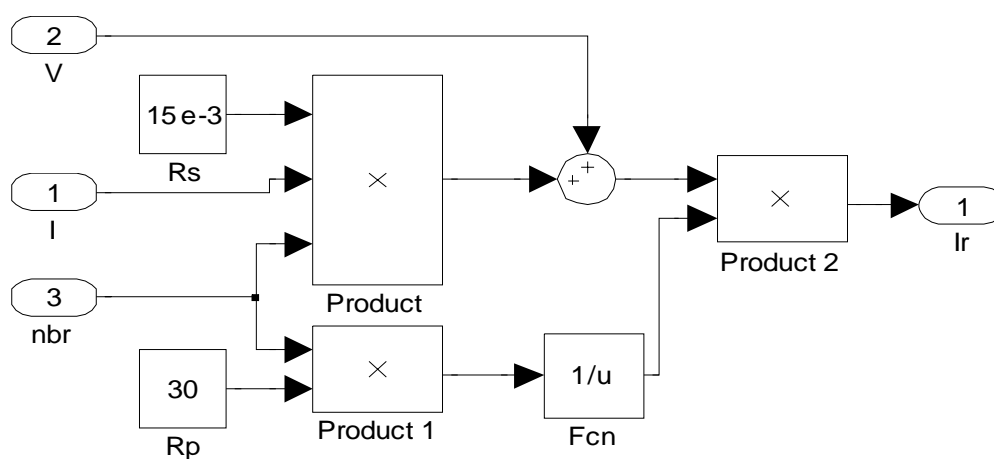 2
V
15e-3
Rs
1
I
3
nbr
×
Product
30
Rp
×
Product 1
+
+
1/u
Fcn
×
Product 2
1
Ir